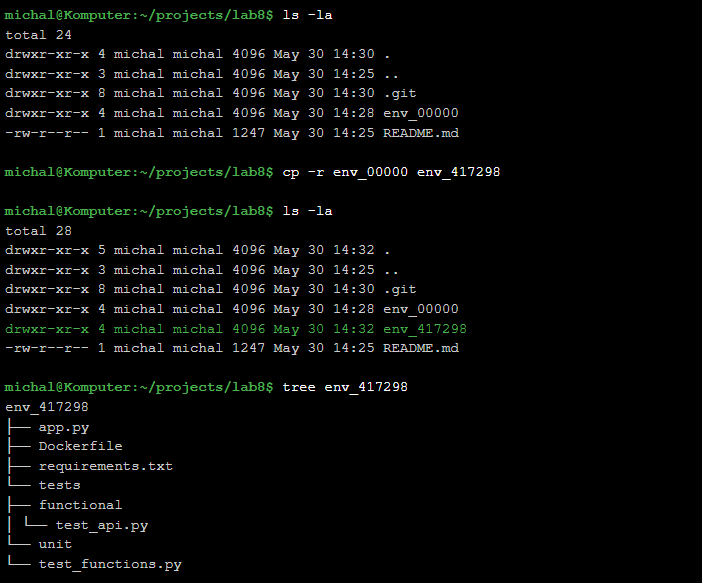 michal@Komputer:~/projects/lab8$ ls -la
total 24
drwxr-xr-x 4 michal michal 4096 May 30 14:30 .
drwxr-xr-x 3 michal michal 4096 May 30 14:25 ..
drwxr-xr-x 8 michal michal 4096 May 30 14:30 .git
drwxr-xr-x 4 michal michal 4096 May 30 14:28 env_00000
-rw-r--r-- 1 michal michal 1247 May 30 14:25 README.md
michal@Komputer:~/projects/lab8$ cp -r env_00000 env_417298
michal@Komputer:~/projects/lab8$ ls -la
total 28
drwxr-xr-x 5 michal michal 4096 May 30 14:32 .
drwxr-xr-x 3 michal michal 4096 May 30 14:25 ..
drwxr-xr-x 8 michal michal 4096 May 30 14:30 .git
drwxr-xr-x 4 michal michal 4096 May 30 14:28 env_00000
drwxr-xr-x 4 michal michal 4096 May 30 14:32 env_417298
-rw-r--r-- 1 michal michal 1247 May 30 14:25 README.md
michal@Komputer:~/projects/lab8$ tree env_417298
env_417298
├── app.py
├── Dockerfile
├── requirements.txt
└── tests
├── functional
│ └── test_api.py
└── unit
└── test_functions.py